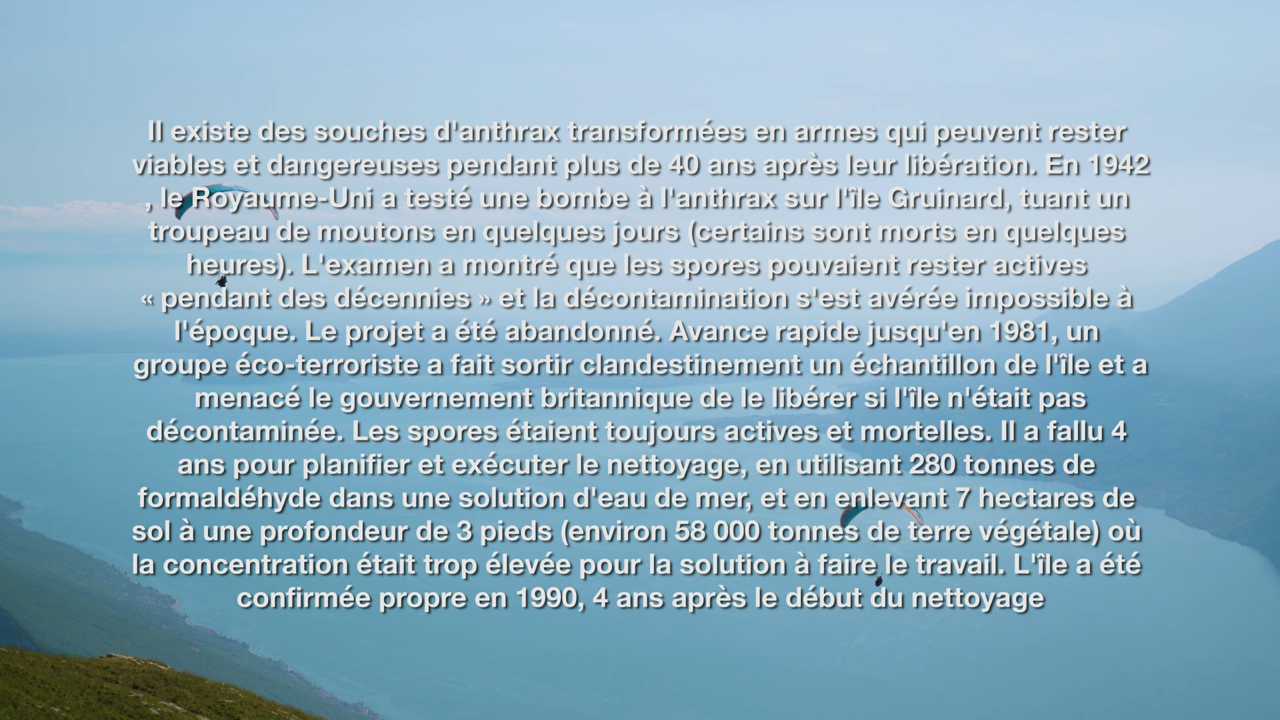 Il existe des souches d'anthrax transformées en armes qui peuvent rester
viables et dangereuses pendant plus de 40 ans après leur libération. En 1942
, le Royaume-Uni a testé une bombe à l'anthrax sur l'île Gruinard, tuant un
troupeau de moutons en quelques jours (certains sont morts en quelques
heures). L'examen a montré que les spores pouvaient rester actives
« pendant des décennies » et la décontamination s'est avérée impossible à
l'époque. Le projet a été abandonné. Avance rapide jusqu'en 1981, un
groupe éco-terroriste a fait sortir clandestinement un échantillon de l'île et a
menacé le gouvernement britannique de le libérer si l'île n'était pas
décontaminée. Les spores étaient toujours actives et mortelles. Il a fallu 4
ans pour planifier et exécuter le nettoyage, en utilisant 280 tonnes de
formaldéhyde dans une solution d'eau de mer, et en enlevant 7 hectares de
sol à une profondeur de 3 pieds (environ 58 000 tonnes de terre végétale) où
la concentration était trop élevée pour la solution à faire le travail. L'île a été
confirmée propre en 1990, 4 ans après le début du nettoyage